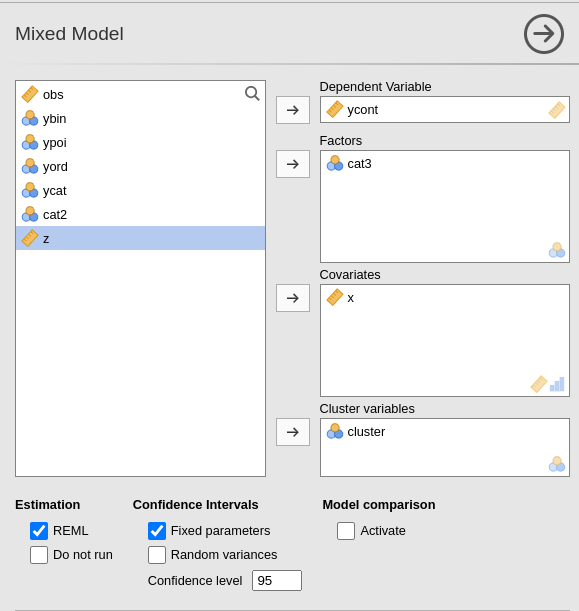 Mixed Model
obs
ybin
ypoi
yord
ycat
cat2
z
Dependent Variable
ycont
Factors
cat3
Covariates
x
Cluster variables
cluster
Estimation
REML
Do not run
Confidence Intervals
Fixed parameters
Random variances
Confidence level 95
Model comparison
Activate